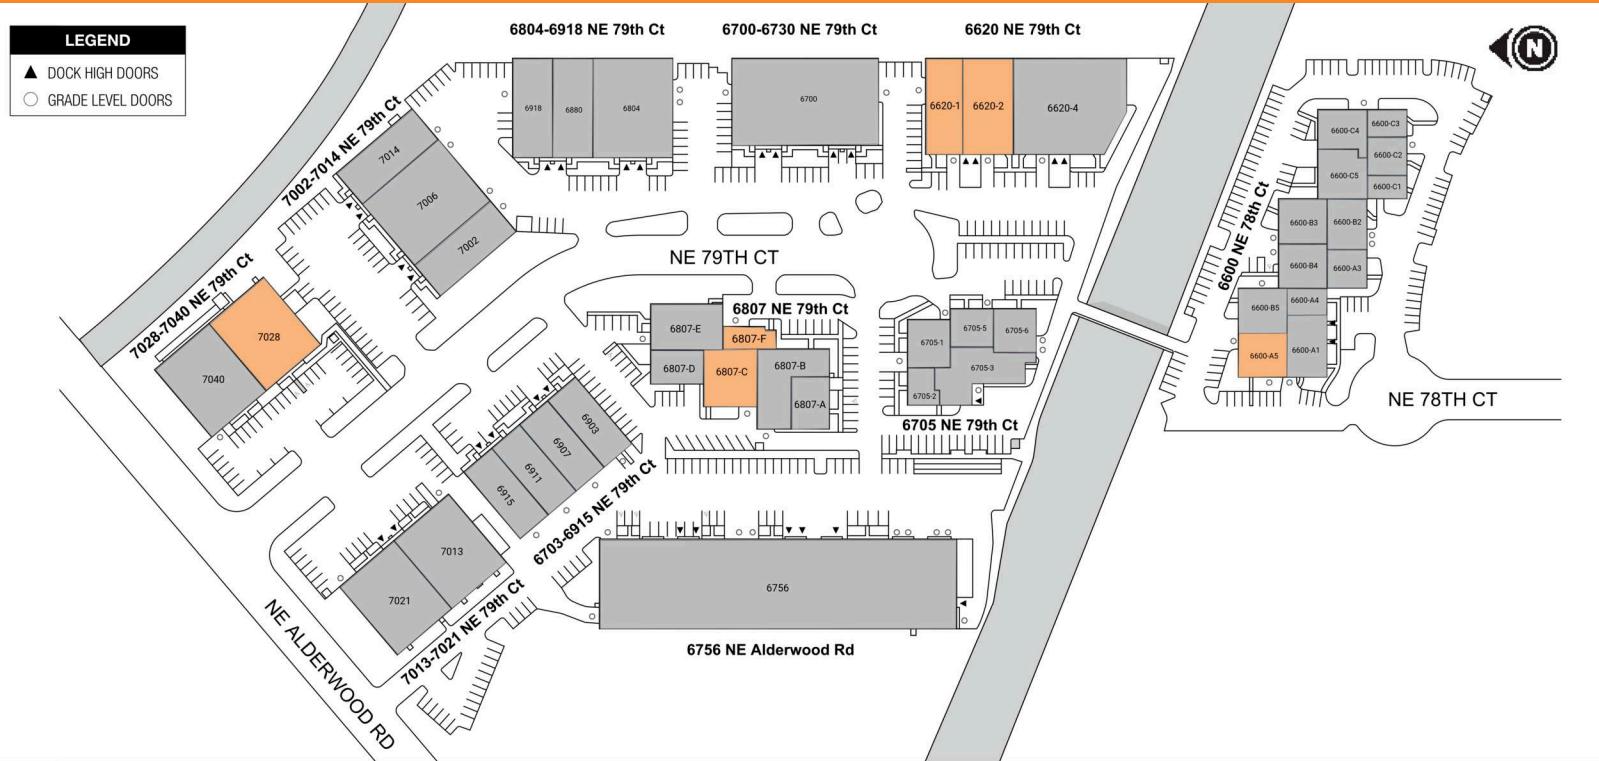 LEGEND
DOCK HIGH DOORS
GRADE LEVEL DOORS
6804-6918 NE 79th Ct
6700-6730 NE 79th Ct
6620 NE 79th Ct
N
6918
6880
6804
6700
6620-1
6620-2
6620-4
7002-7014 NE 79th Ct
7014
7006
7002
NE 79TH CT
7028-7040 NE 79th Ct
7028
7040
6807 NE 79th Ct
6807-E
6807-F
6807-D
6807-C
6807-B
6807-A
6705-1
6705-5
6705-6
6705-3
6705-2
6705 NE 79th Ct
6600 NE 78th Ct
6600-C4
6600-C3
6600-C2
6600-C5
6600-C1
6600-B3
6600-B2
6600-B4
6600-A3
6600-B5
6600-A4
6600-A5
6600-A1
NE 78TH CT
6903
6907
6911
6915
6703-6915 NE 79th Ct
7013
7021
7013-7021 NE 79th Ct
6756
6756 NE Alderwood Rd
NE ALDERWOOD RD